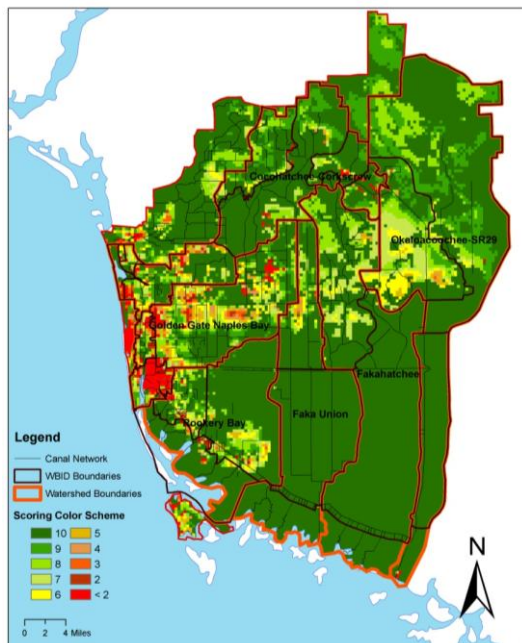 Cocohatchee-Corkscrew
Okaloacoochee-SR29
Golden Gate Naples Bay
Fakahatchee
Faka Union
Rookery Bay
Legend
Canal Network
WBID Boundaries
Watershed Boundaries
Scoring Color Scheme
10 5
9 4
8 3
7 2
6 < 2
0 2 4 Miles
N